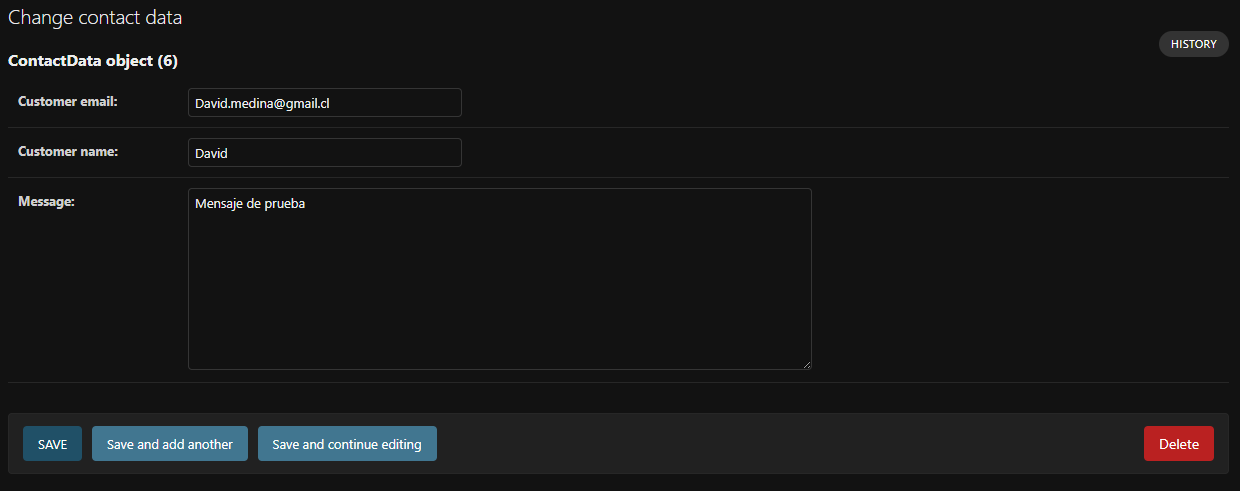 Change contact data
HISTORY
ContactData object (6)
Customer email:
David.medina@gmail.cl
Customer name:
David
Message:
Mensaje de prueba
SAVE
Save and add another
Save and continue editing
Delete